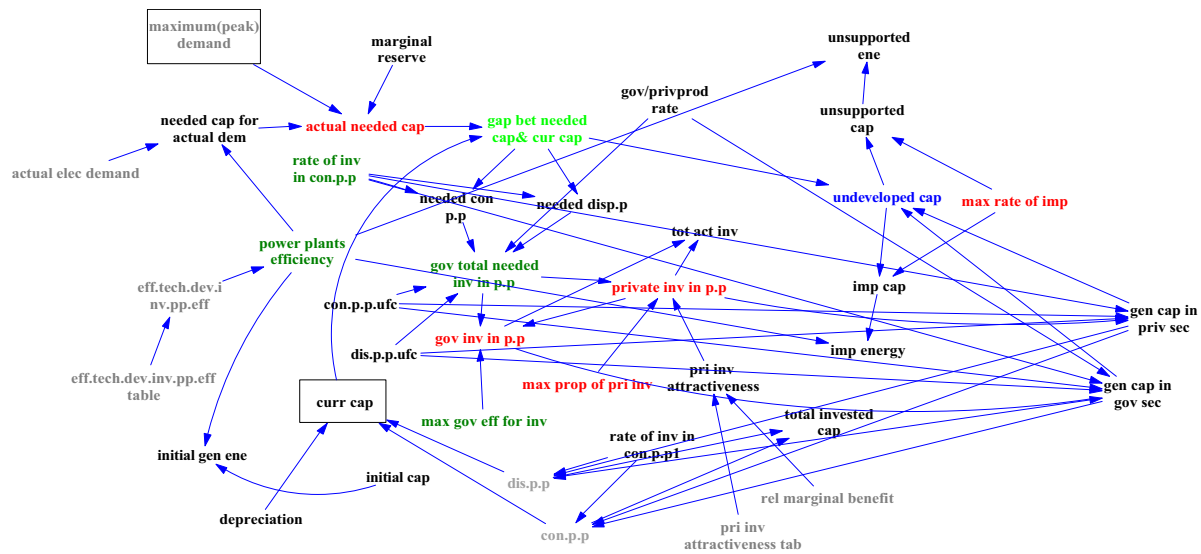 maximum(peak)
demand
marginal
reserve
unsupported
ene
gov/privprod
rate
needed cap for
actual dem
actual needed cap
gap bet needed
cap& cur cap
unsupported
cap
actual elec demand
rate of inv
in con.p.p
needed con
p.p
needed disp.p
undeveloped cap
max rate of imp
power plants
efficiency
tot act inv
gov total needed
inv in p.p
eff.tech.dev.i
nv.pp.eff
con.p.p.ufc
private inv in p.p
imp cap
gen cap in
priv sec
gov inv in p.p
dis.p.p.ufc
imp energy
eff.tech.dev.inv.pp.eff
table
max prop of pri inv
pri inv
attractiveness
gen cap in
gov sec
curr cap
max gov eff for inv
total invested
cap
initial gen ene
rate of inv in
con.p.p1
initial cap
dis.p.p
rel marginal benefit
depreciation
con.p.p
pri inv
attractiveness tab